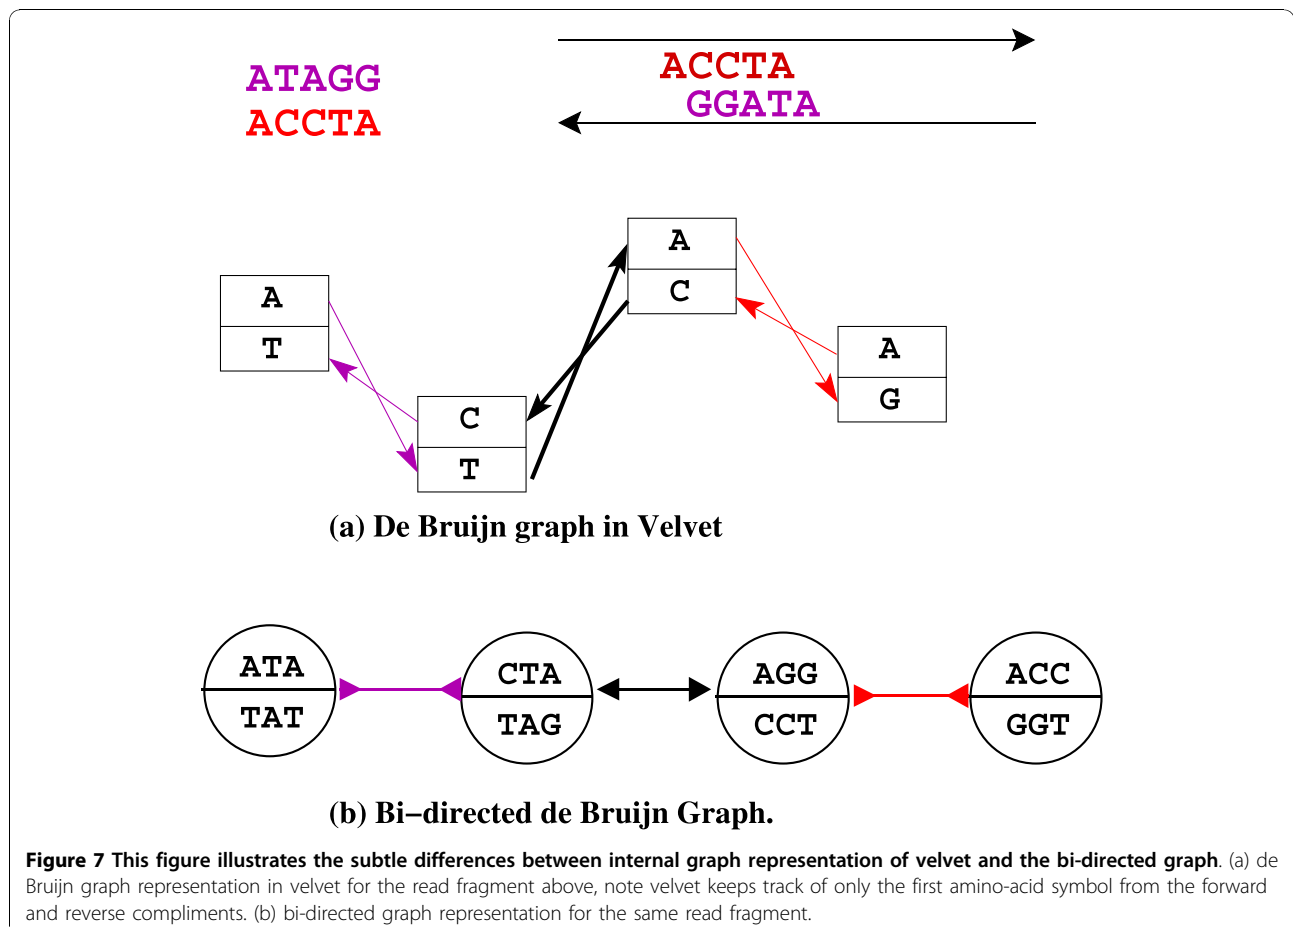 ATAGG
ACCTA
ACCTA
GGATA
A
C
A
T
A
G
C
T
(a) De Bruijn graph in Velvet
ATA
TAT
CTA
TAG
AGG
CCT
ACC
GGT
(b) Bi-directed de Bruijn Graph.
Figure 7 This figure illustrates the subtle differences between internal graph representation of velvet and the bi-directed graph. (a) de
Bruijn graph representation in velvet for the read fragment above, note velvet keeps track of only the first amino-acid symbol from the forward
and reverse compliments. (b) bi-directed graph representation for the same read fragment.